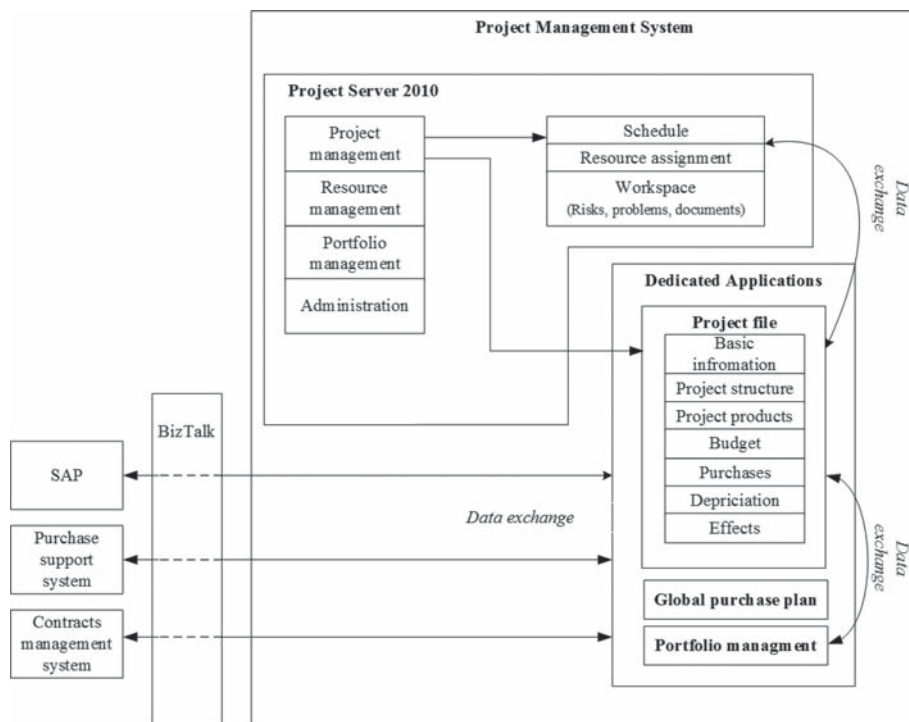 Project Management System
Project Server 2010
Project
management
Resource
management
Portfolio
management
Administration
Schedule
Resource assignment
Workspace
(Risks, problems, documents)
Data
exchange
Dedicated Applications
Project file
Basic
infromation
Project structure
Project products
Budget
Purchases
Depriciation
Effects
Data
exchange
Global purchase plan
Portfolio managment
BizTalk
SAP
Data exchange
Purchase
support
system
Contracts
management
system